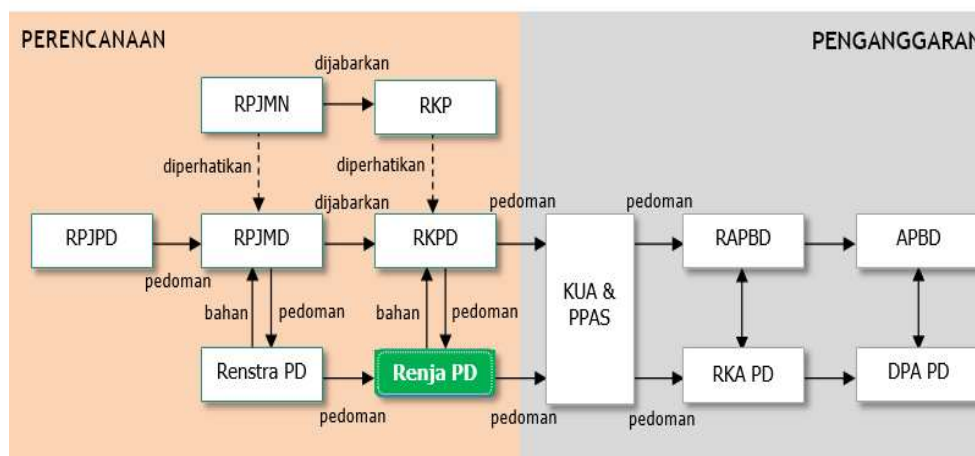 PERENCANAAN
PENGANGGARAN
dijabarkan
RPJMN
RKP
diperhatikan
diperhatikan
dijabarkan
pedoman
pedoman
RPJPD
RPJMD
RKPD
RAPBD
APBD
pedoman
KUA &
PPAS
bahan
pedoman
bahan
pedoman
Renstra PD
Renja PD
RKA PD
DPA PD
pedoman
pedoman
pedoman